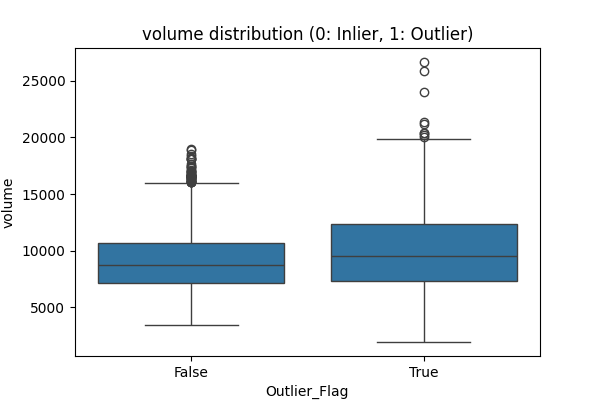 volume distribution (0: Inlier, 1: Outlier)
25000
20000
15000
10000
5000
volume
False
True
Outlier_Flag